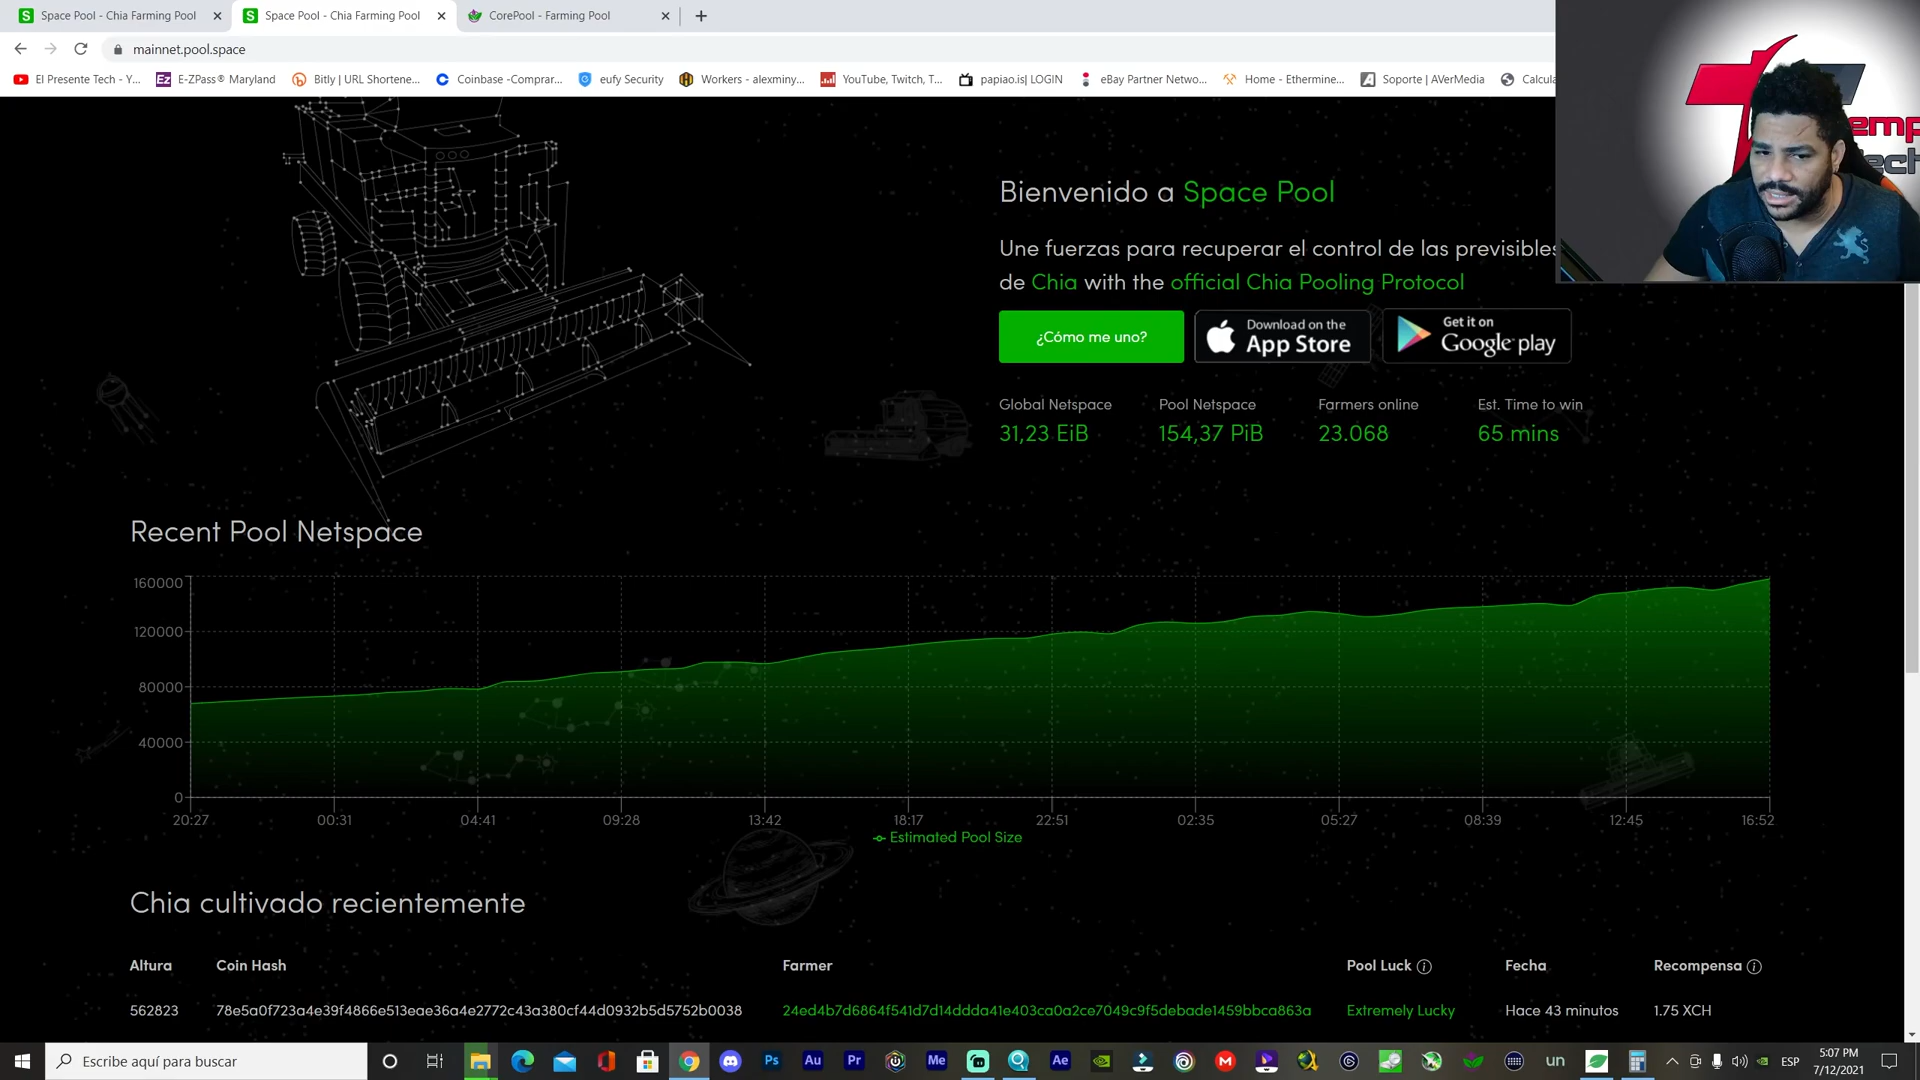 Space Pool - Chia Farming Pool
Space Pool - Chia Farming Pool
CorePool - Farming Pool
mainnet.pool.space
El Presente Tech - Y...
E-ZPass® Maryland
Bitly | URL Shortene...
Coinbase -Comprar...
eufy Security
Workers - alexminy...
YouTube, Twitch, T...
papiao.is| LOGIN
eBay Partner Netwo...
Home - Ethermine...
Soporte | AVerMedia
Calcula
Bienvenido a Space Pool
Une fuerzas para recuperar el control de las previsibles
de Chia with the official Chia Pooling Protocol
¿Cómo me uno?
Download on the
App Store
Get it on
Google play
Global Netspace
31,23 EiB
Pool Netspace
154,37 PiB
Farmers online
23.068
Est. Time to win
65 mins
Recent Pool Netspace
160000
120000
80000
40000
0
20:27 00:31 04:41 09:28 13:42 18:17 22:51 02:35 05:27 08:39 12:45 16:52
Estimated Pool Size
Chia cultivado recientemente
Altura Coin Hash Farmer Pool Luck Fecha Recompensa
562823 78e5a0f723a4e39f4866e513eae36a4e2772c43a380cf44d0932b5d5752b0038 24ed4b7d6864f541d7d14ddda41e403ca0a2ce7049c9f5debade1459bbca863a Extremely Lucky Hace 43 minutos 1.75 XCH
Escribe aquí para buscar
Ps Au Pr Me Ae un
ESP
5:07 PM
7/12/2021